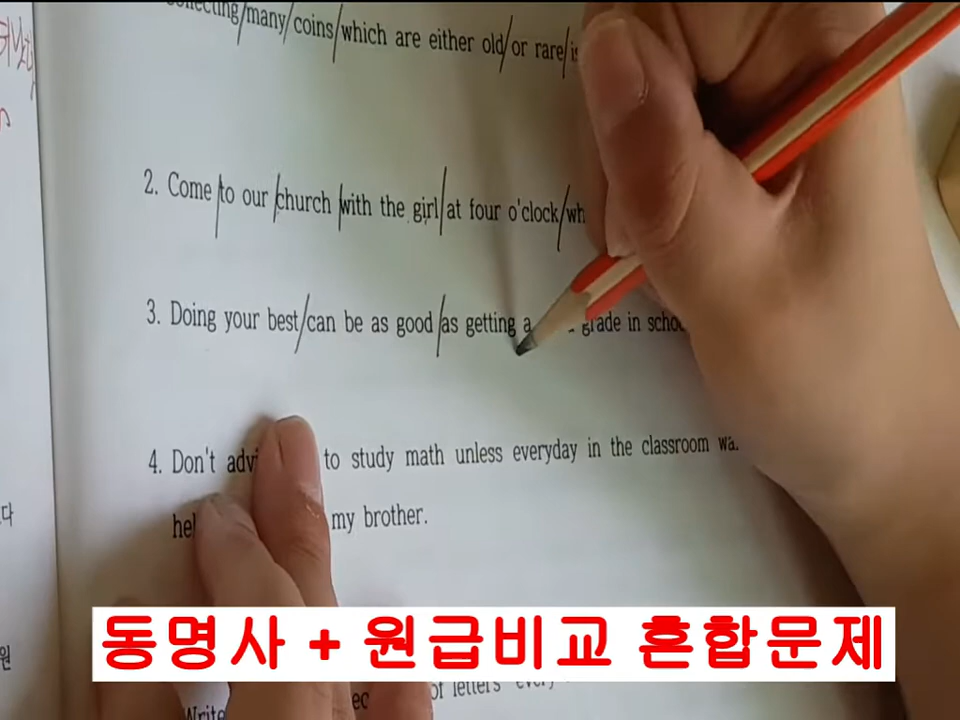 many coins which are either old or rare
2. Come to our church with the girl at four o'clock
3. Doing your best can be as good as getting a grade in
4. Don't to study math unless everyday in the classroom
my brother.
동명사 + 원급비교 혼합문제
of letters